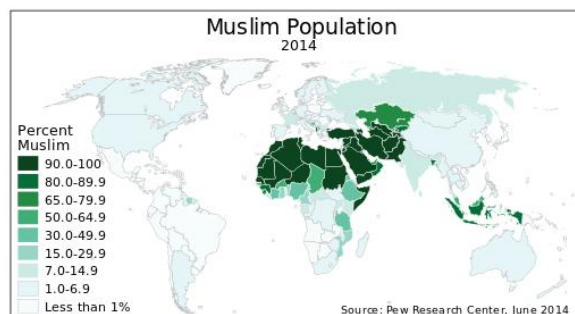 Muslim Population
2014
Percent
Muslim
90.0-100
80.0-89.9
65.0-79.9
50.0-64.9
30.0-49.9
15.0-29.9
7.0-14.9
1.0-6.9
Less than 1%
Source: Pew Research Center, June 2014